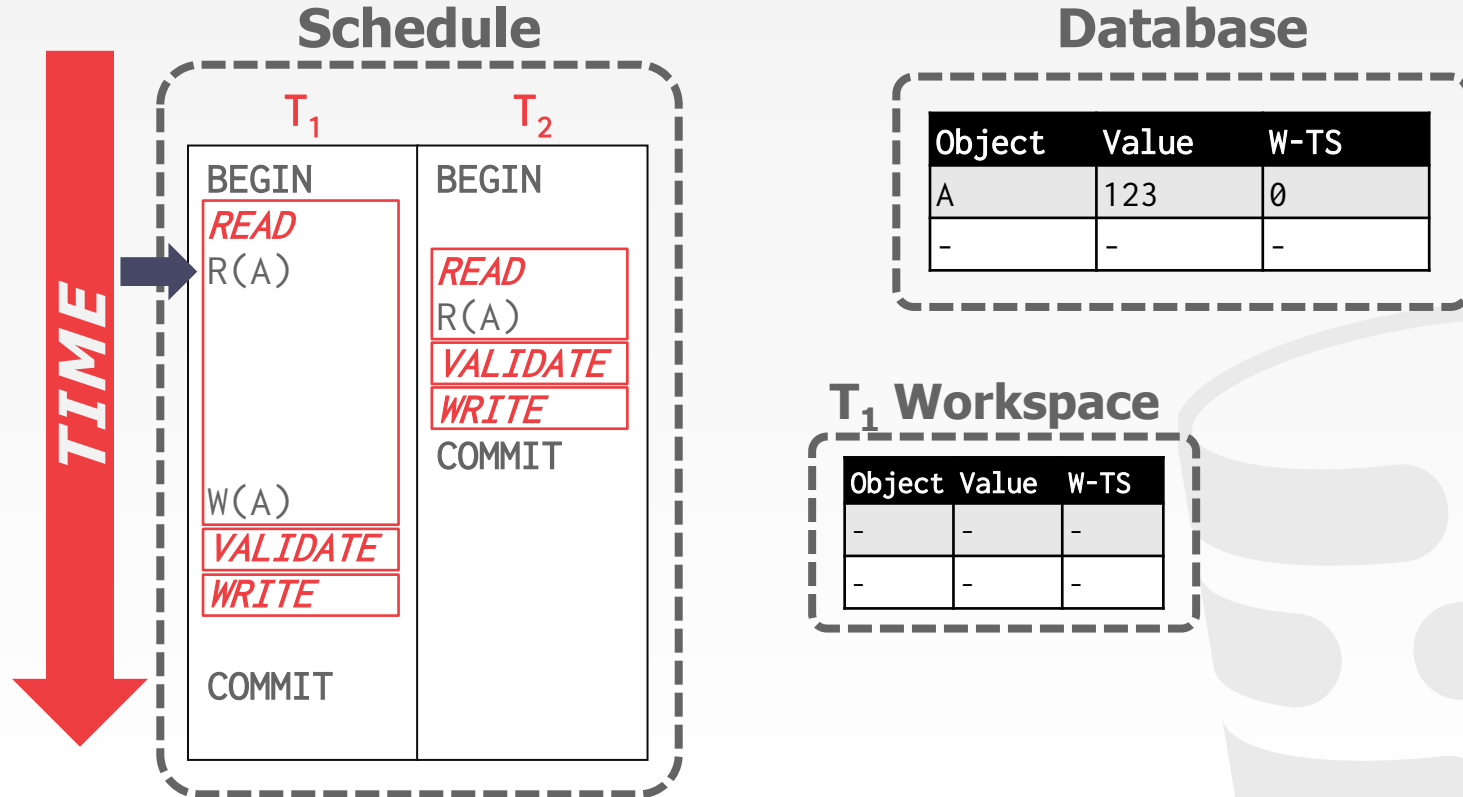 Schedule
TIME
T1 T2
BEGIN BEGIN
READ
R(A) READ
R(A)
VALIDATE
WRITE
COMMIT
W(A)
VALIDATE
WRITE
COMMIT
Database
Object Value W-TS
A 123 0
- - -
T1 Workspace
Object Value W-TS
- - -
- - -